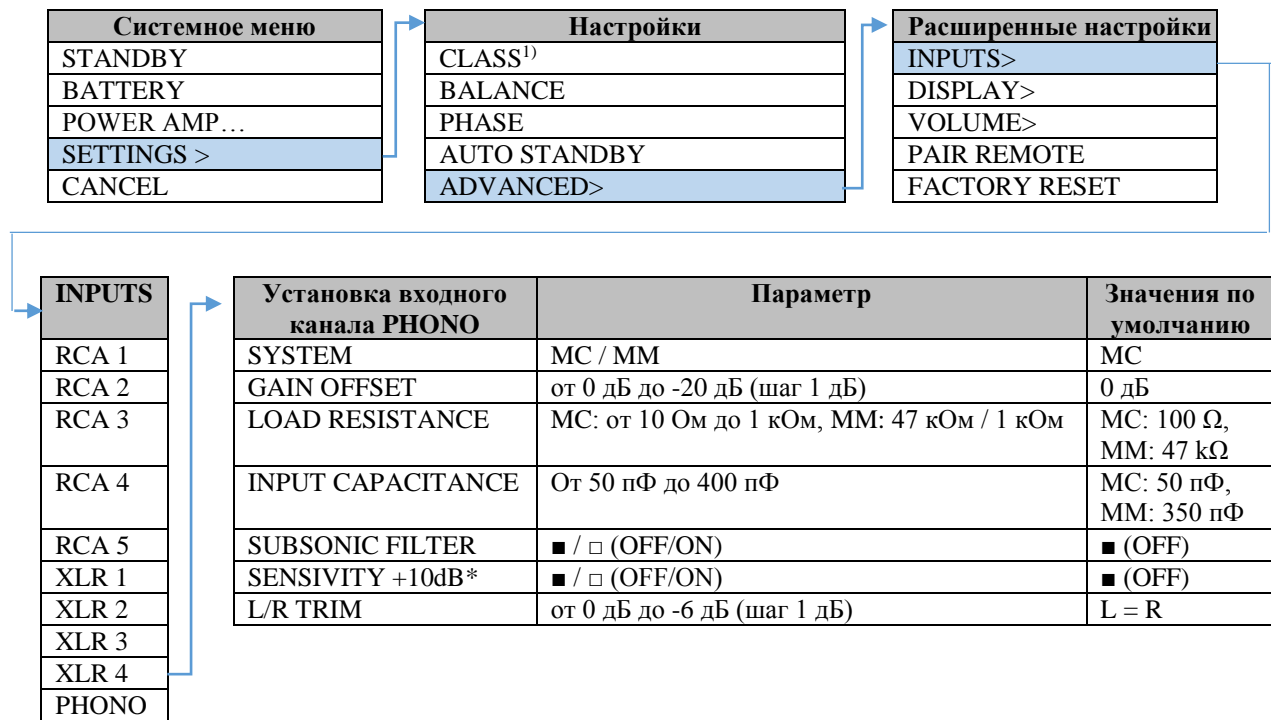 Системное меню
STANDBY
BATTERY
POWER AMP…
SETTINGS >
CANCEL
Настройки
CLASS1)
BALANCE
PHASE
AUTO STANDBY
ADVANCED>
Расширенные настройки
INPUTS>
DISPLAY>
VOLUME>
PAIR REMOTE
FACTORY RESET
INPUTS
RCA 1
RCA 2
RCA 3
RCA 4
RCA 5
XLR 1
XLR 2
XLR 3
XLR 4
PHONO
Установка входного
канала PHONO
Параметр
Значения по
умолчанию
SYSTEM
MC / MM
MC
GAIN OFFSET
от 0 дБ до -20 дБ (шаг 1 дБ)
0 дБ
LOAD RESISTANCE
MC: от 10 Ом до 1 кОм, MM: 47 кОм / 1 кОм
MC: 100 Ω,
MM: 47 kΩ
INPUT CAPACITANCE
От 50 пФ до 400 пФ
MC: 50 пФ,
MM: 350 пФ
SUBSONIC FILTER
■ / □ (OFF/ON)
■ (OFF)
SENSIVITY +10dB*
■ / □ (OFF/ON)
■ (OFF)
L/R TRIM
от 0 дБ до -6 дБ (шаг 1 дБ)
L = R